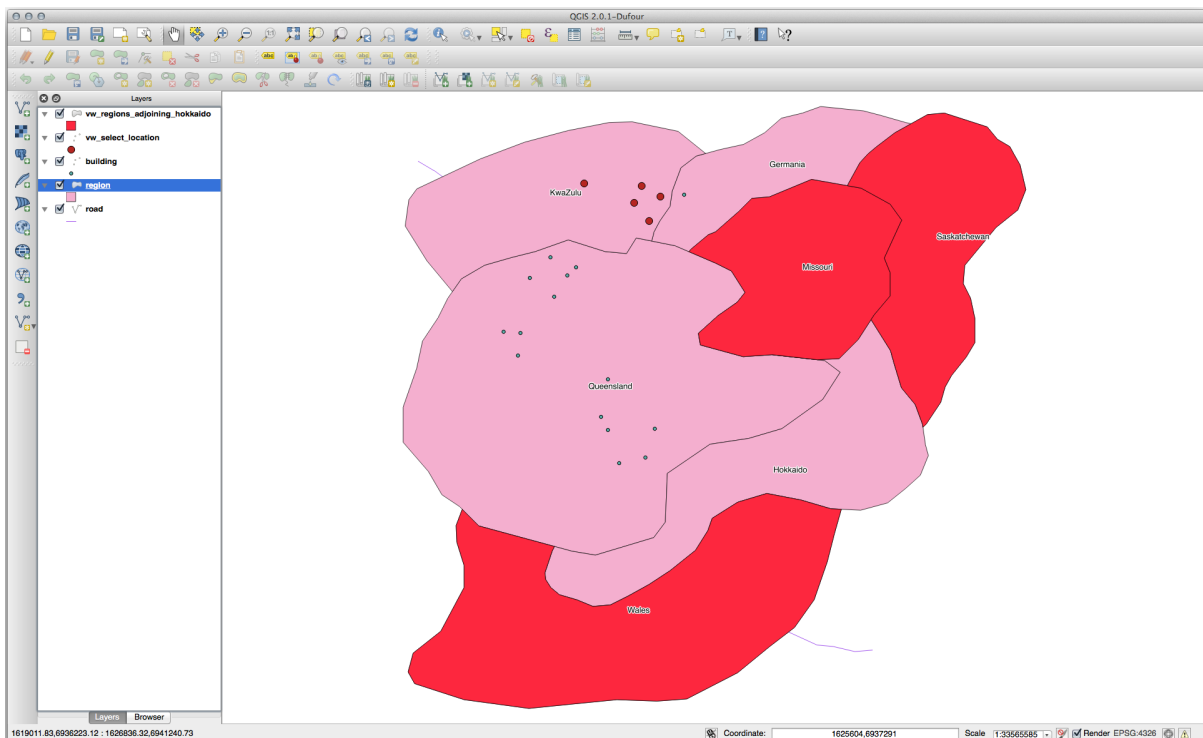 QGIS 2.0.1-Dufour
Layers
vw_regions_adjoining_hokkaido
vw_select_location
building
region
road
Germania
KwaZulu
Saskatchewan
Missouri
Queensland
Hokkaido
Wales
Layers
Browser
1619011.83,6936223.12 : 1626836.32,6941240.73
Coordinate:
1625604,6937291
Scale
1:33565585
Render
EPSG:4326